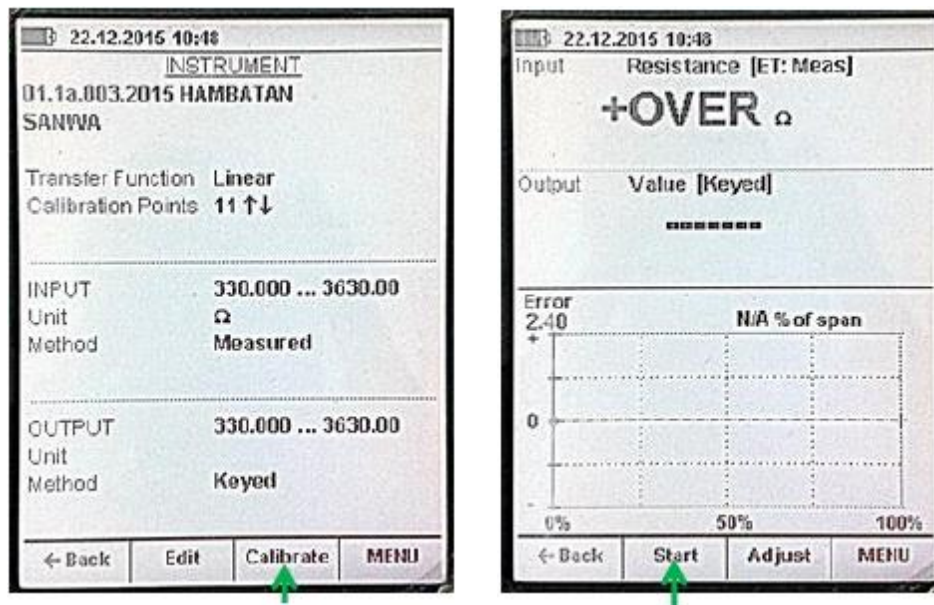 22.12.2015 10:48
INSTRUMENT
01.1a.003.2015 HAMBATAN
SANWA
Transfer Function Linear
Calibration Points 11 ↑↓
INPUT 330.000 ... 3630.00
Unit Ω
Method Measured
OUTPUT 330.000 ... 3630.00
Unit
Method Keyed
← Back Edit Calibrate MENU
22.12.2015 10:48
Input Resistance [ET: Meas]
+OVER Ω
Output Value [Keyed]
-------
Error
2.40 N/A % of span
+
0
-
0% 50% 100%
← Back Start Adjust MENU